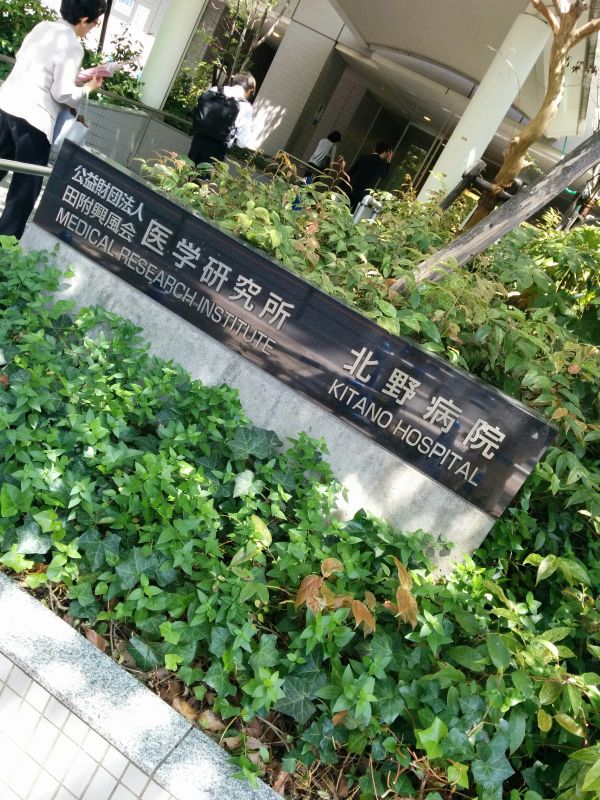 公益財団法人
田附興風会 医学研究所 北野病院
MEDICAL RESEARCH INSTITUTE KITANO HOSPITAL